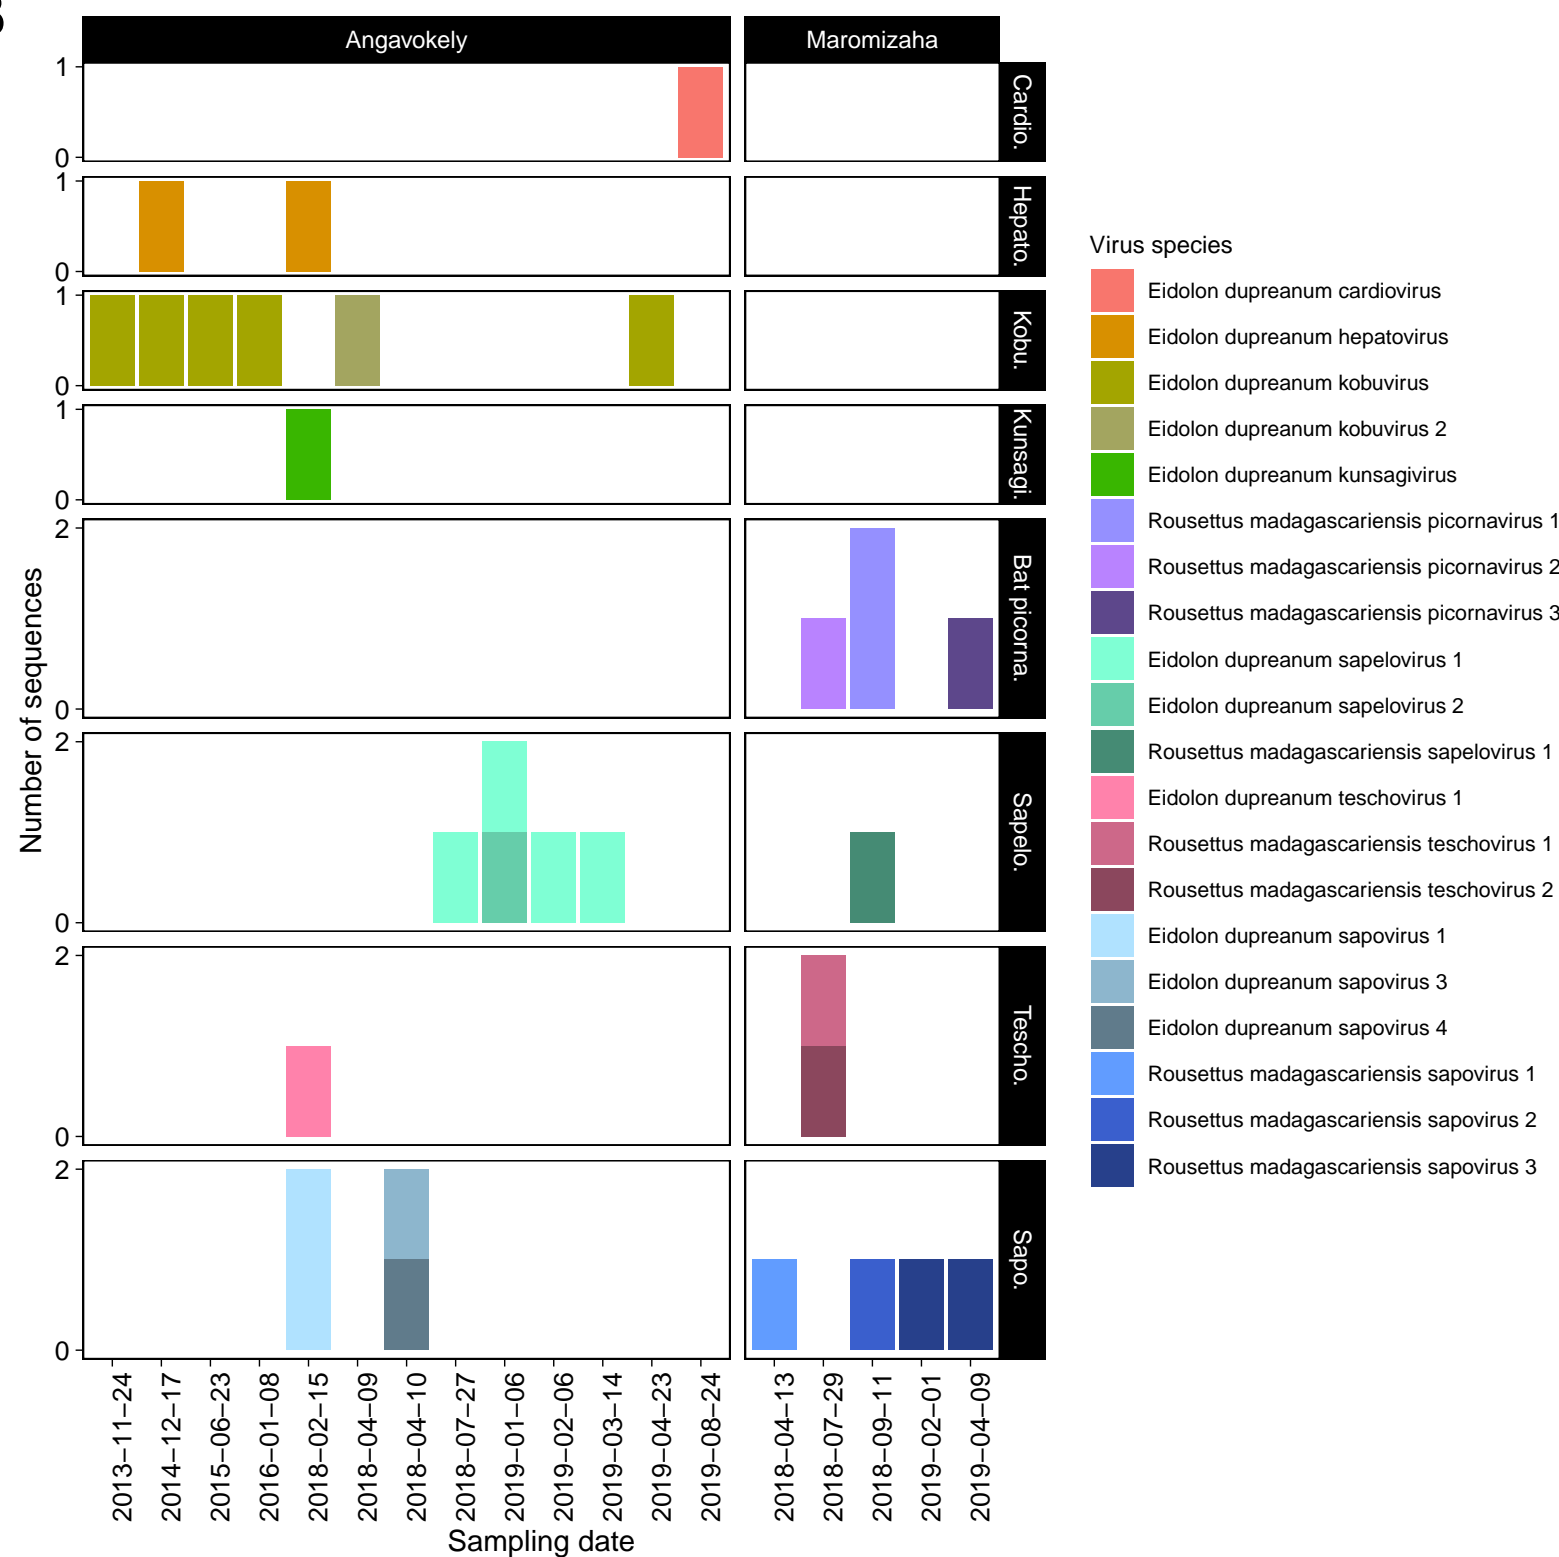 Angavokely
Maromizaha
1
0
Cardio.
1
0
Hepato.
1
0
Kobu.
1
0
Kunsagi.
2
0
Bat picorna.
2
0
Sapelo.
2
0
Tescho.
2
0
Sapo.
Number of sequences
2013−11−24
2014−12−17
2015−06−23
2016−01−08
2018−02−15
2018−04−09
2018−04−10
2018−07−27
2019−01−06
2019−02−06
2019−03−14
2019−04−23
2019−08−24
2018−04−13
2018−07−29
2018−09−11
2019−02−01
2019−04−09
Sampling date
Virus species
Eidolon dupreanum cardiovirus
Eidolon dupreanum hepatovirus
Eidolon dupreanum kobuvirus
Eidolon dupreanum kobuvirus 2
Eidolon dupreanum kunsagivirus
Rousettus madagascariensis picornavirus 1
Rousettus madagascariensis picornavirus 2
Rousettus madagascariensis picornavirus 3
Eidolon dupreanum sapelovirus 1
Eidolon dupreanum sapelovirus 2
Rousettus madagascariensis sapelovirus 1
Eidolon dupreanum teschovirus 1
Rousettus madagascariensis teschovirus 1
Rousettus madagascariensis teschovirus 2
Eidolon dupreanum sapovirus 1
Eidolon dupreanum sapovirus 3
Eidolon dupreanum sapovirus 4
Rousettus madagascariensis sapovirus 1
Rousettus madagascariensis sapovirus 2
Rousettus madagascariensis sapovirus 3